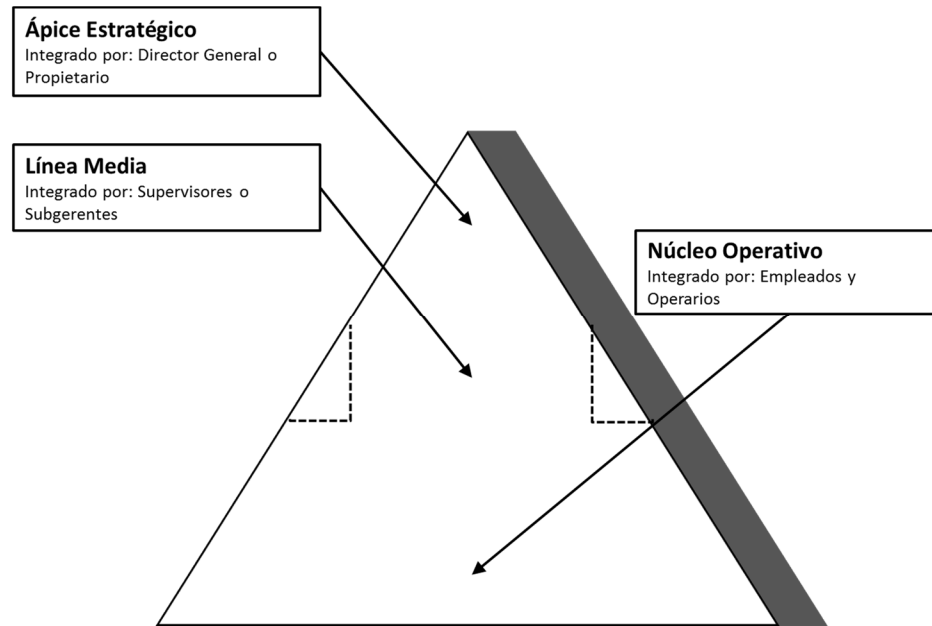 Ápice Estratégico
Integrado por: Director General o
Propietario
Línea Media
Integrado por: Supervisores o
Subgerentes
Núcleo Operativo
Integrado por: Empleados y
Operarios